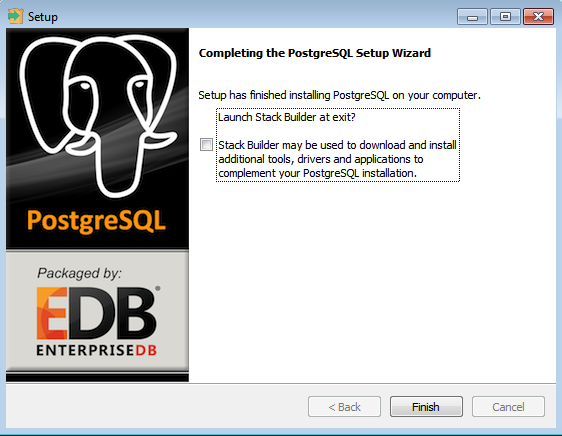 Setup
Completing the PostgreSQL Setup Wizard
Setup has finished installing PostgreSQL on your computer.
Launch Stack Builder at exit?
Stack Builder may be used to download and install
additional tools, drivers and applications to
complement your PostgreSQL installation.
PostgreSQL
Packaged by:
EDB®
ENTERPRISEDB
< Back
Finish
Cancel